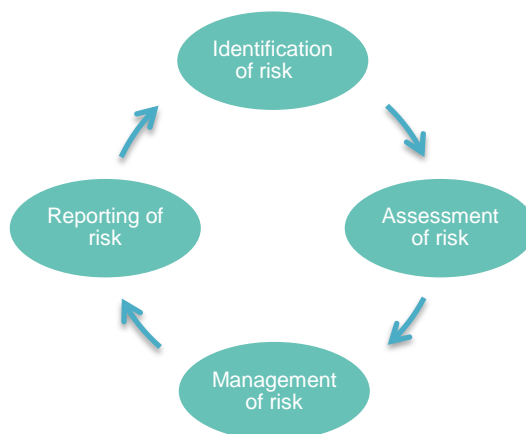 Identification
of risk
Assessment
of risk
Management
of risk
Reporting of
risk